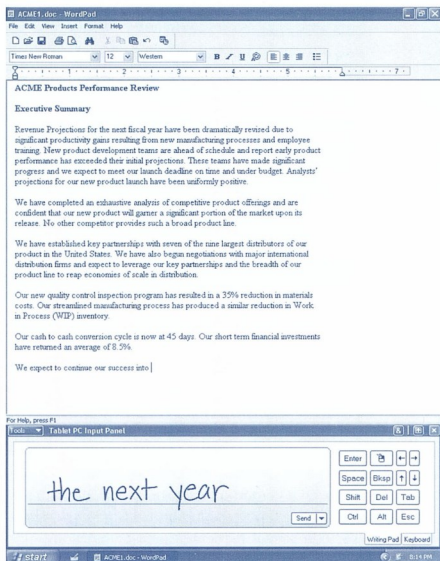 ACME1.doc - WordPad
File Edit View Insert Format Help
Times New Roman 12 Western B I U
1 2 3 4 5 7
ACME Products Performance Review
Executive Summary
Revenue Projections for the next fiscal year have been dramatically revised due to
significant productivity gains resulting from new manufacturing processes and employee
training. New product development teams are ahead of schedule and report early product
performance has exceeded their initial projections. These teams have made significant
progress and we expect to meet our launch deadline on time and under budget. Analysts'
projections for our new product launch have been uniformly positive.
We have completed an exhaustive analysis of competitive product offerings and are
confident that our new product will garner a significant portion of the market upon its
release. No other competitor provides such a broad product line.
We have established key partnerships with seven of the nine largest distributors of our
product in the United States. We have also begun negotiations with major international
distribution firms and expect to leverage our key partnerships and the breadth of our
product line to reap economies of scale in distribution.
Our new quality control inspection program has resulted in a 35% reduction in materials
costs. Our streamlined manufacturing process has produced a similar reduction in Work
in Process (WIP) inventory.
Our cash to cash conversion cycle is now at 45 days. Our short term financial investments
have returned an average of 8.5%.
We expect to continue our success into
For Help, press F1
Tools Tablet PC Input Panel
the next year
Send
Enter
Space Bksp
Shift Del Tab
Ctrl Alt Esc
Writing Pad Keyboard
start ACME1.doc - WordPad 8:14 PM